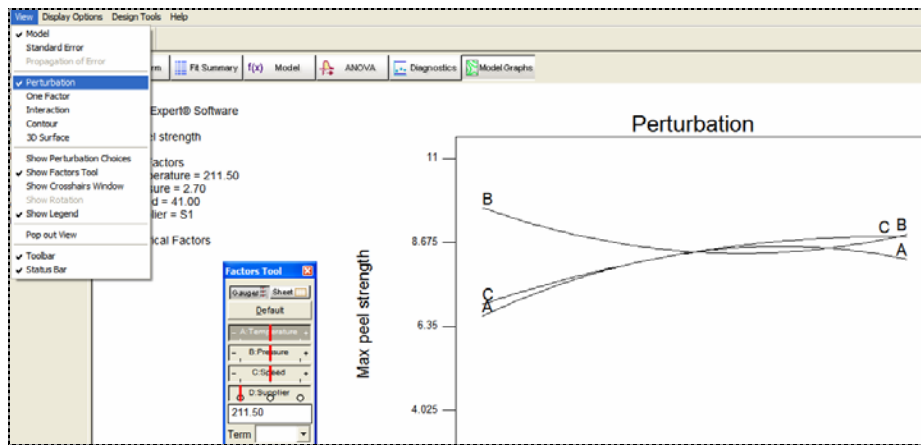 View Display Options Design Tools Help
Model
Standard Error
Propagation of Error
Perturbation
One Factor
Interaction
Contour
3D Surface
Show Perturbation Choices
Show Factors Tool
Show Crosshairs Window
Show Rotation
Show Legend
Pop out View
Toolbar
Status Bar
rm Fit Summary f(x) Model ANOVA Diagnostics Model Graphs
Expert® Software
el strength
actors
erature = 211.50
sure = 2.70
d = 41.00
lier = S1
rical Factors
Factors Tool
Gauges Sheet
Default
A:Temperature
B:Pressure
C:Speed
D:Supplier
211.50
Term
Perturbation
Max peel strength
11
8.675
6.35
4.025
B
C
A
C B
A